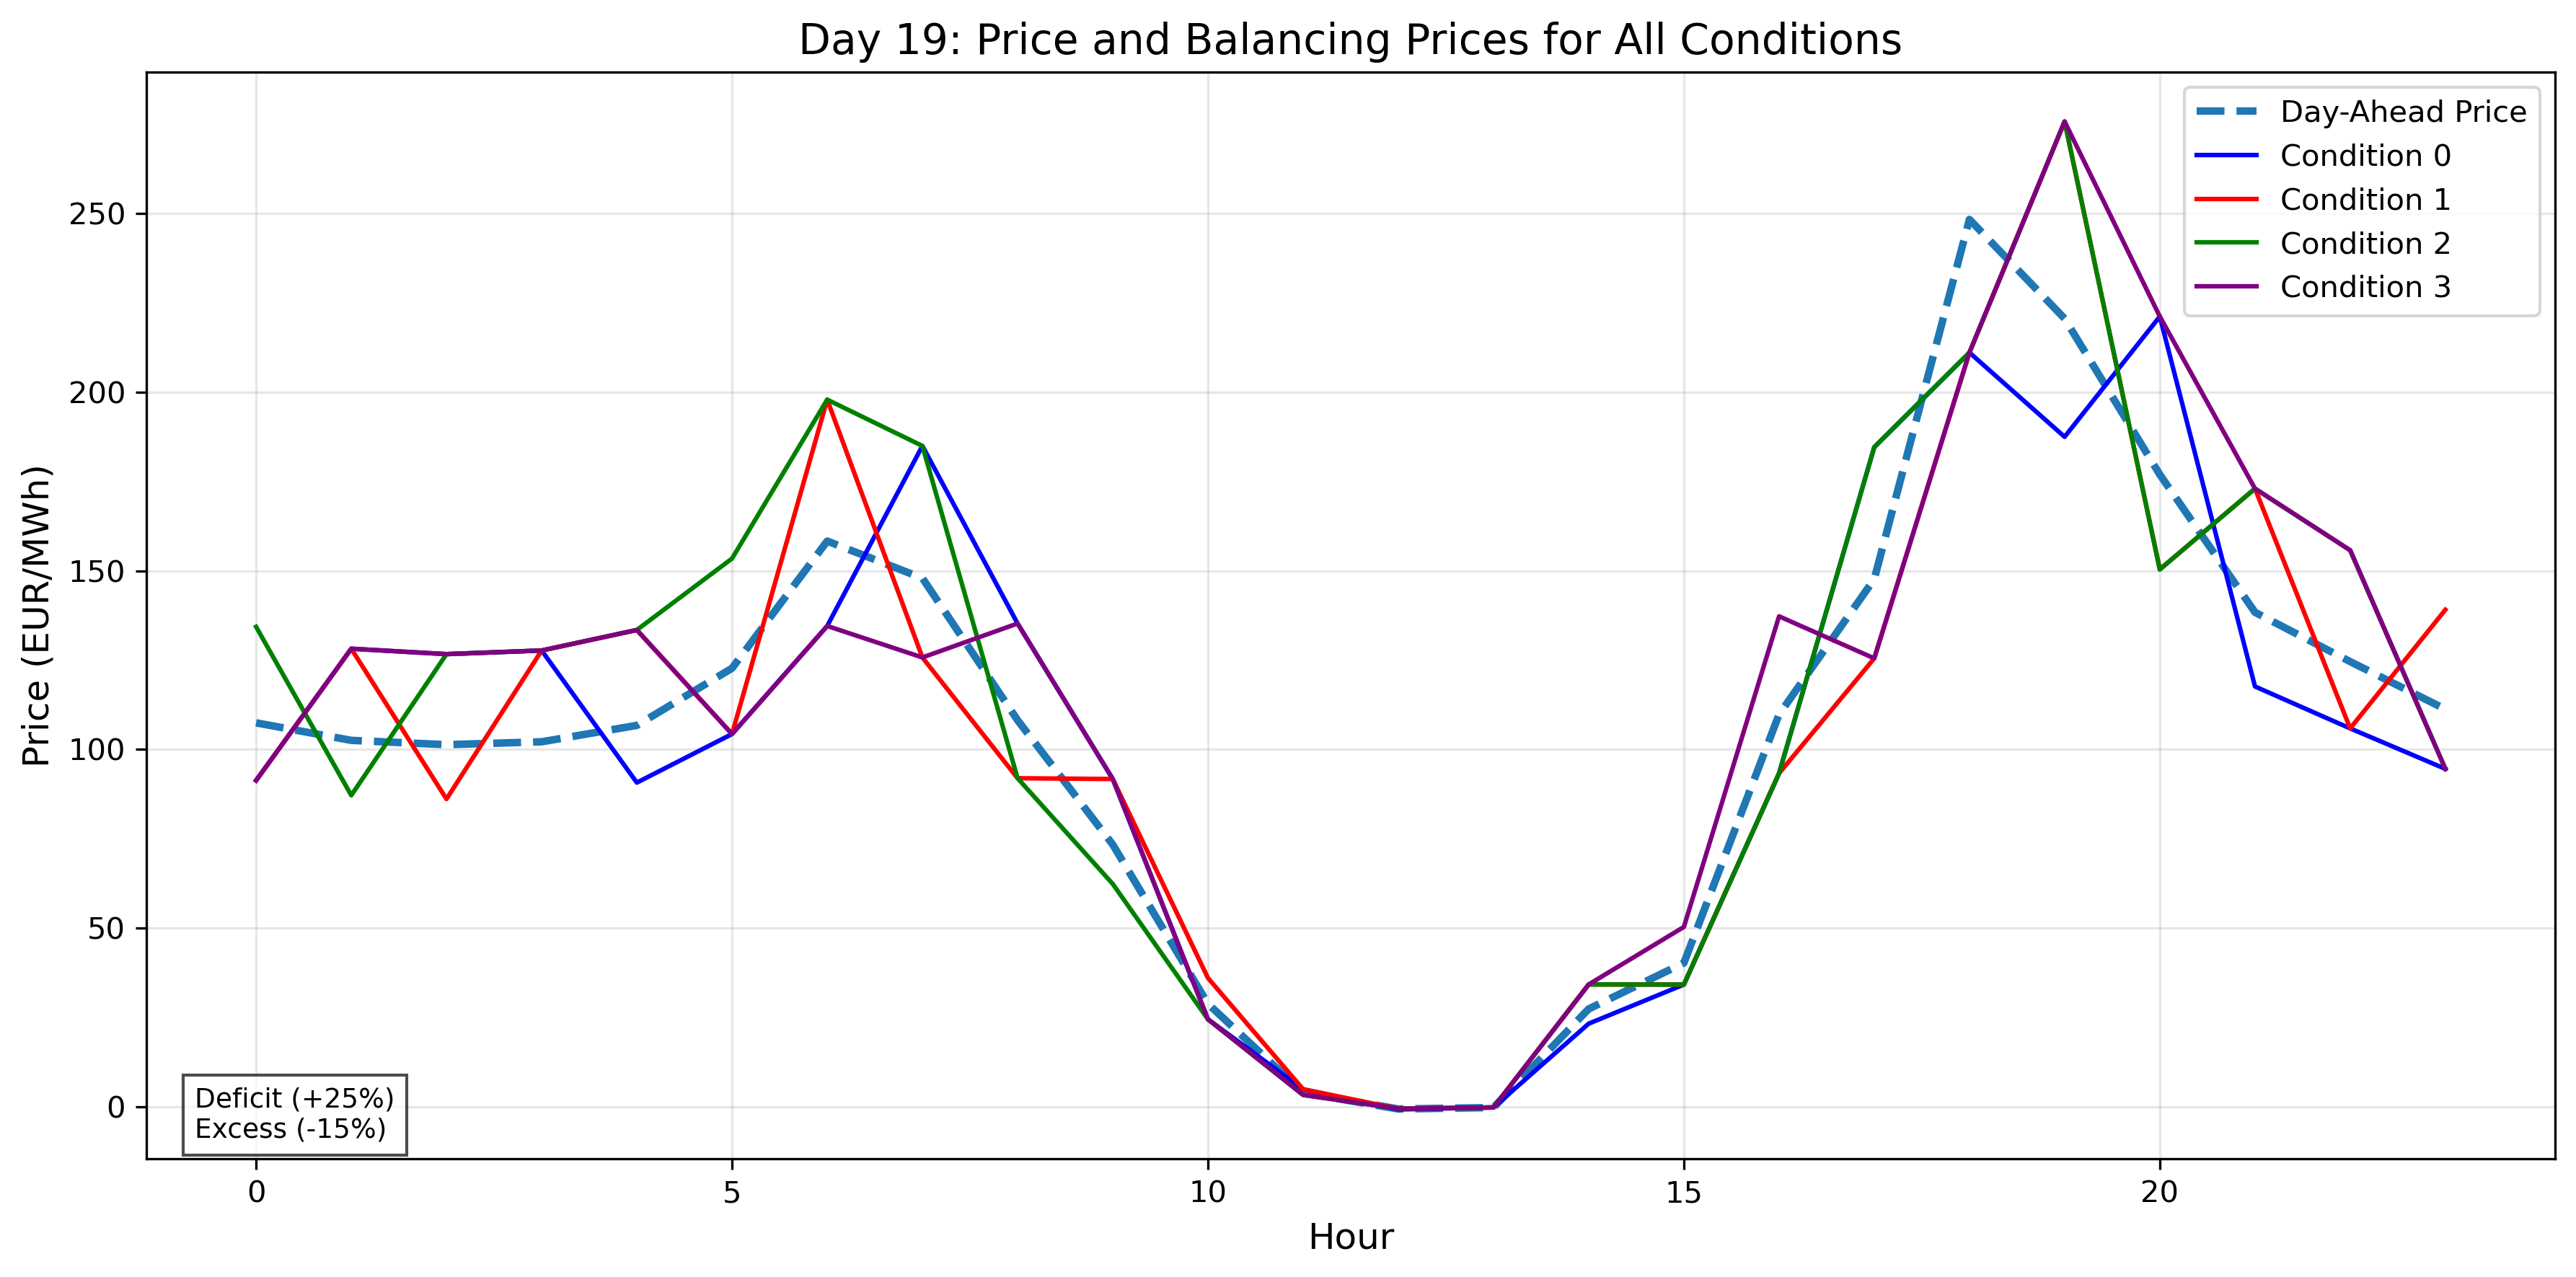 Day 19: Price and Balancing Prices for All Conditions
Price (EUR/MWh)
250
200
150
100
50
0
Day-Ahead Price
Condition 0
Condition 1
Condition 2
Condition 3
Deficit (+25%)
Excess (-15%)
0 5 10 15 20
Hour